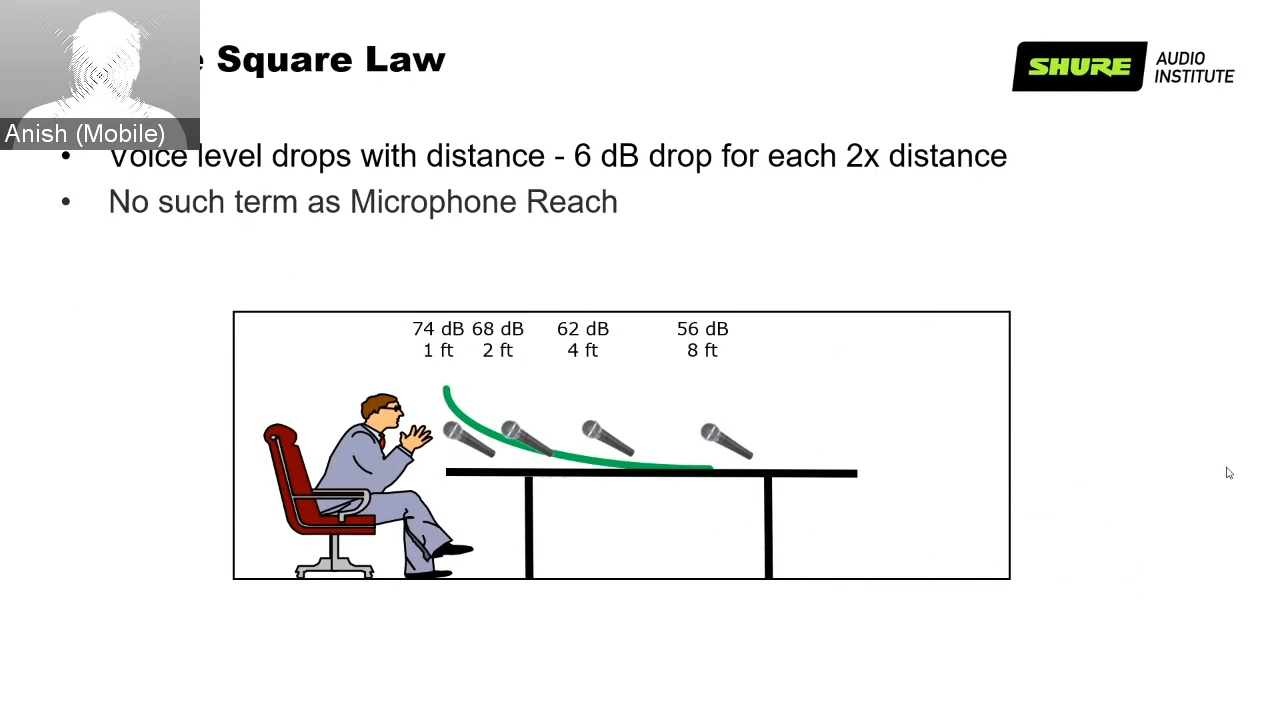 Square Law
SHURE AUDIO INSTITUTE
Anish (Mobile)
• Voice level drops with distance - 6 dB drop for each 2x distance
• No such term as Microphone Reach
74 dB 68 dB 62 dB 56 dB
1 ft 2 ft 4 ft 8 ft